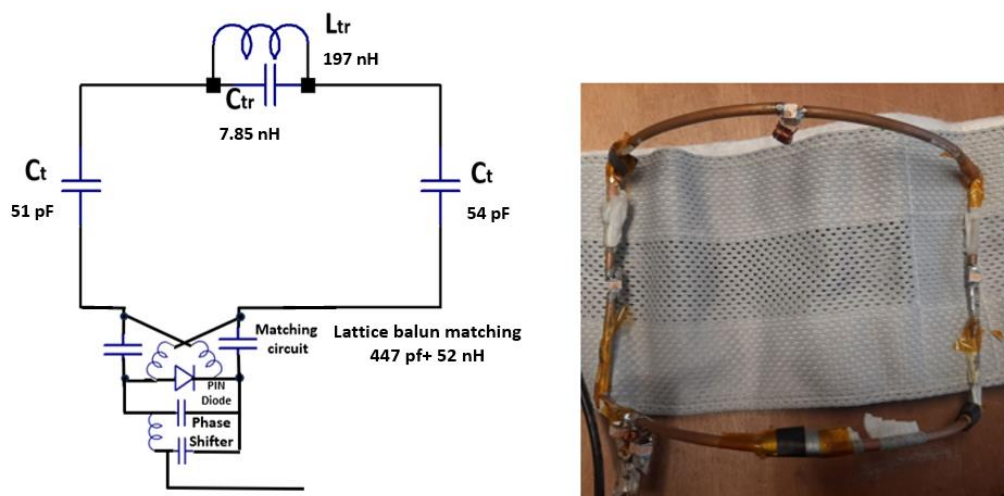 Ltr
197 nH
Ctr
7.85 nH
Ct
51 pF
Ct
54 pF
Matching
circuit
Lattice balun matching
447 pf+ 52 nH
PIN
Diode
Phase
Shifter